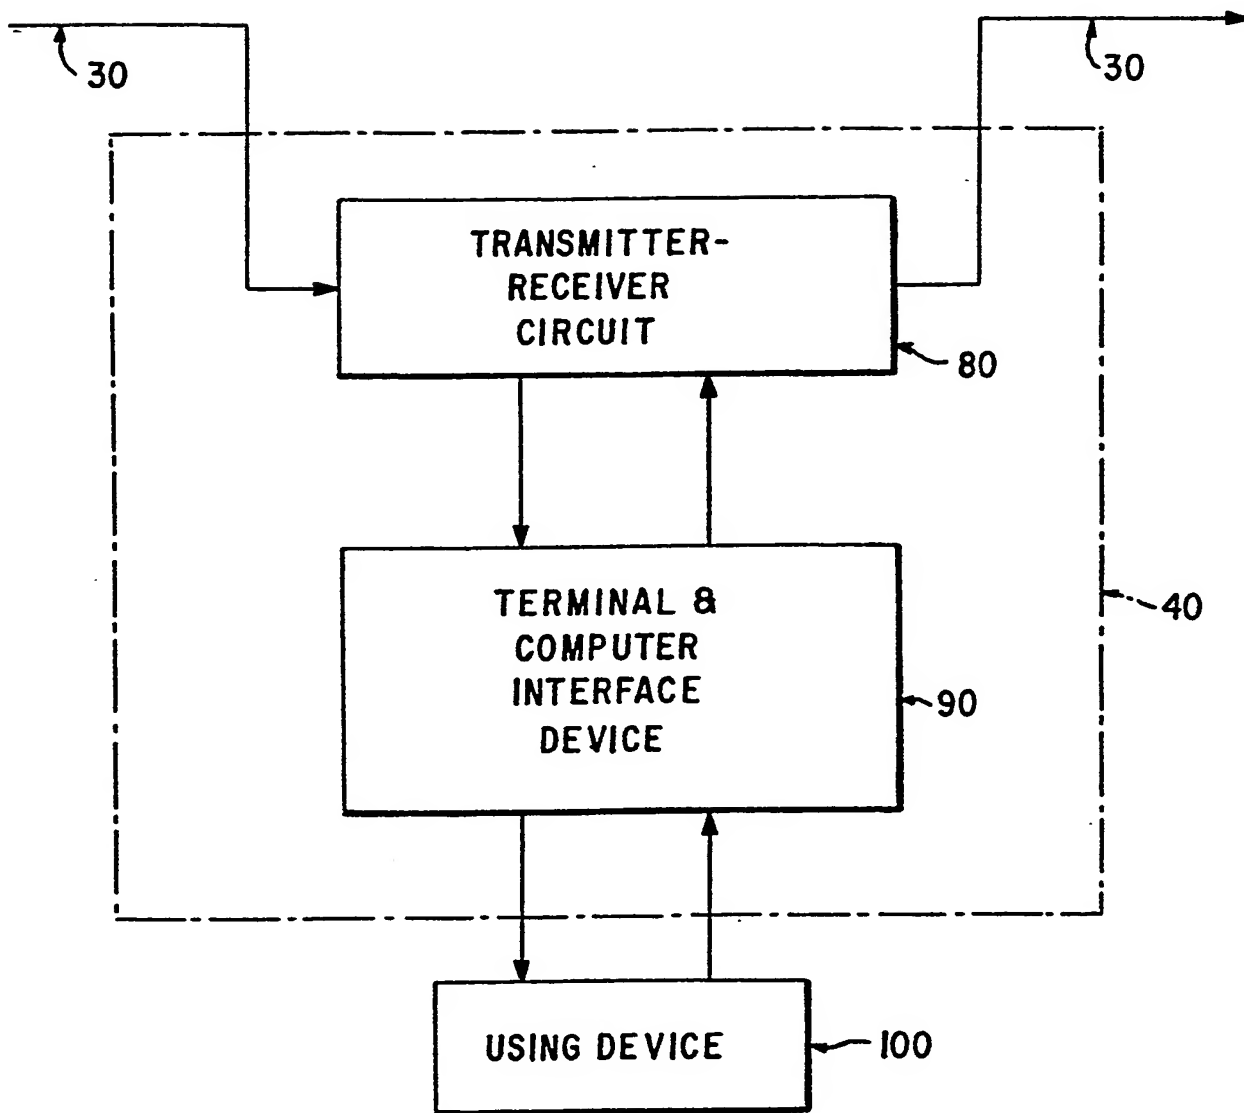 30
30
TRANSMITTER-
RECEIVER
CIRCUIT
80
TERMINAL &
COMPUTER
INTERFACE
DEVICE
40
90
USING DEVICE
100